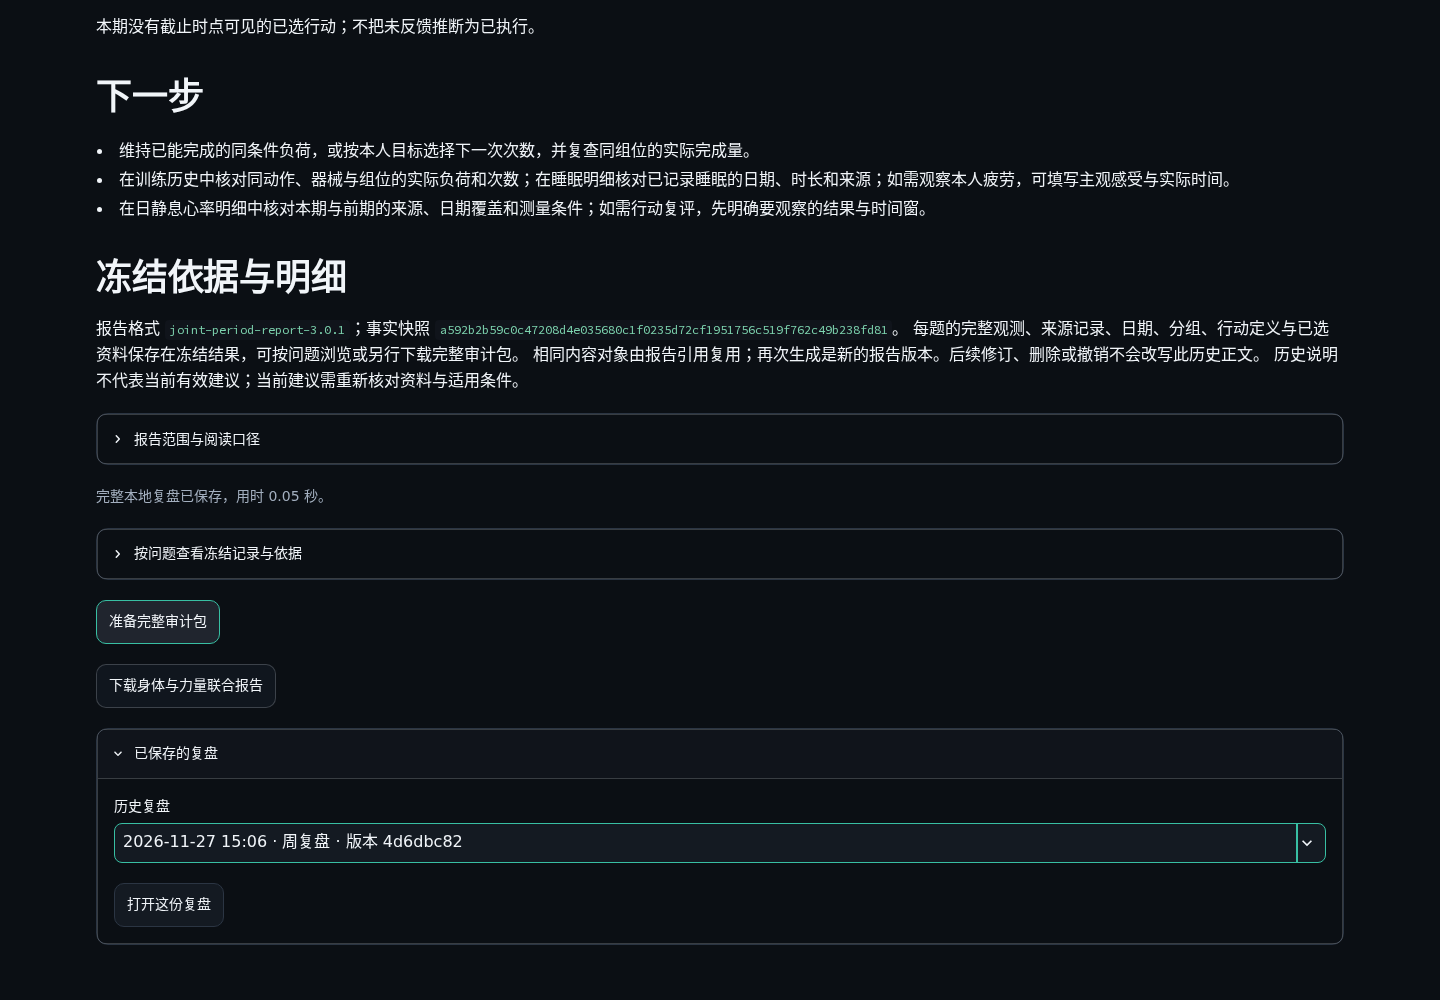 本期没有截止时点可见的已选行动；不把未反馈推断为已执行。
下一步
维持已能完成的同条件负荷，或按本人目标选择下一次次数，并复查同组位的实际完成量。
在训练历史中核对同动作、器械与组位的实际负荷和次数；在睡眠明细核对已记录睡眠的日期、时长和来源；如需观察本人疲劳，可填写主观感受与实际时间。
在日静息心率明细中核对本期与前期的来源、日期覆盖和测量条件；如需行动复评，先明确要观察的结果与时间窗。
冻结依据与明细
报告格式 joint-period-report-3.0.1 ；事实快照 a592b2b59c0c47208d4e035680c1f0235d72cf1951756c519f762c49b238fd81 。 每题的完整观测、来源记录、日期、分组、行动定义与已选
资料保存在冻结结果，可按问题浏览或另行下载完整审计包。 相同内容对象由报告引用复用；再次生成是新的报告版本。后续修订、删除或撤销不会改写此历史正文。 历史说明
不代表当前有效建议；当前建议需重新核对资料与适用条件。
报告范围与阅读口径
完整本地复盘已保存，用时 0.05 秒。
按问题查看冻结记录与依据
准备完整审计包
下载身体与力量联合报告
已保存的复盘
历史复盘
2026-11-27 15:06 · 周复盘 · 版本 4d6dbc82
打开这份复盘